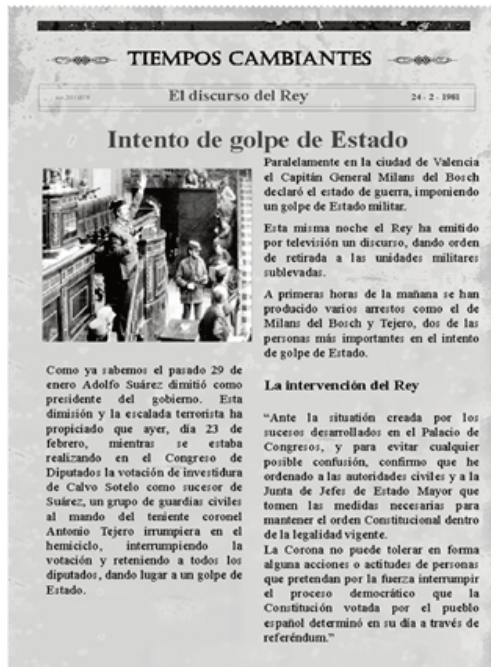 TIEMPOS CAMBIANTES
El discurso del Rey
24 - 2 - 1981
Intento de golpe de Estado
Como ya sabemos el pasado 29 de
enero Adolfo Suárez dimitió como
presidente del gobierno. Esta
dimisión y la escalada terrorista ha
propiciado que ayer, día 23 de
febrero, mientras se estaba
realizando en el Congreso de
Diputados la votación de investidura
de Calvo Sotelo como sucesor de
Suárez, un grupo de guardias civiles
al mando del teniente coronel
Antonio Tejero irrumpiera en el
hemiciclo, interrumpiendo la
votación y reteniendo a todos los
diputados, dando lugar a un golpe de
Estado.
Paralelamente en la ciudad de Valencia
el Capitán General Milans del Bosch
declaró el estado de guerra, imponiendo
un golpe de Estado militar.
Esta misma noche el Rey ha emitido
por televisión un discurso, dando orden
de retirada a las unidades militares
sublevadas.
A primeras horas de la mañana se han
producido varios arrestos como el de
Milans del Bosch y Tejero, dos de las
personas más importantes en el intento
de golpe de Estado.
La intervención del Rey
“Ante la situatión creada por los
sucesos desarrollados en el Palacio de
Congresos, y para evitar cualquier
posible confusión, confirmo que he
ordenado a las autoridades civiles y a la
Junta de Jefes de Estado Mayor que
tomen las medidas necesarias para
mantener el orden Constitucional dentro
de la legalidad vigente.
La Corona no puede tolerar en forma
alguna acciones o actitudes de personas
que pretendan por la fuerza interrumpir
el proceso democrático que la
Constitución votada por el pueblo
español determinó en su día a través de
referéndum.”